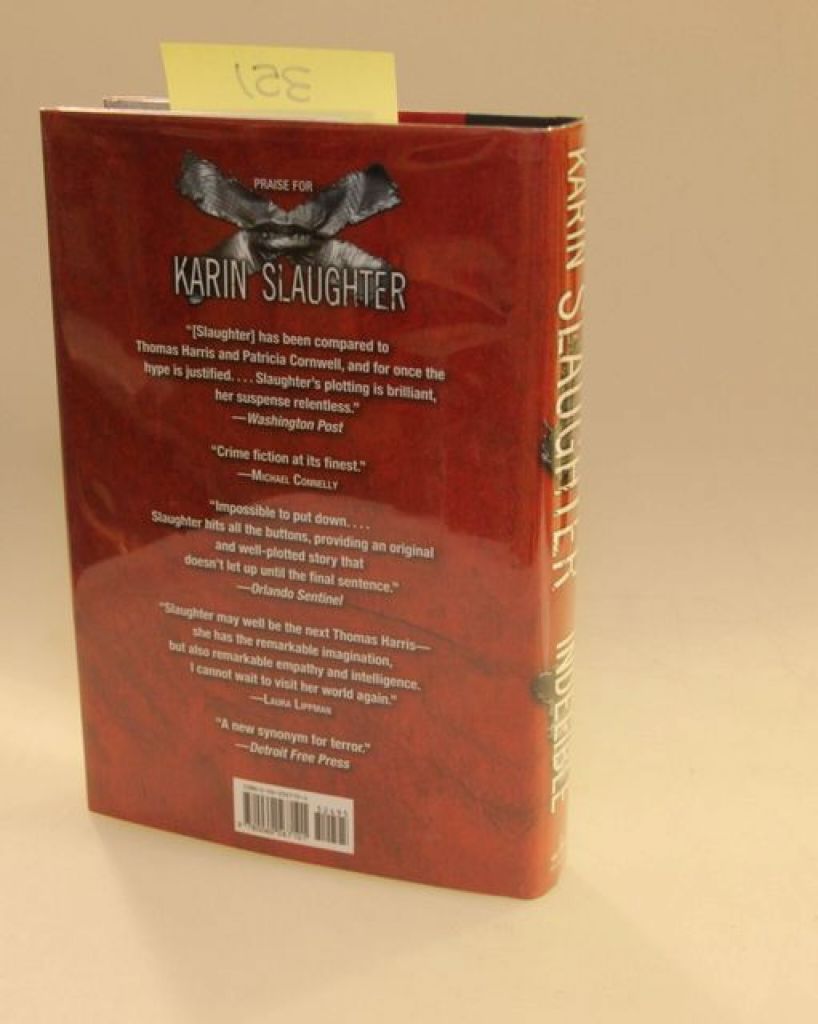 351
PRAISE FOR
KARIN SLAUGHTER
"[Slaughter] has been compared to
Thomas Harris and Patricia Cornwell, and for once the
hype is justified.... Slaughter's plotting is brilliant,
her suspense relentless."
—Washington Post
"Crime fiction at its finest."
—MICHAEL CONNELLY
"Impossible to put down....
Slaughter hits all the buttons, providing an original
and well-plotted story that
doesn't let up until the final sentence."
—Orlando Sentinel
"Slaughter may well be the next Thomas Harris—
she has the remarkable imagination,
but also remarkable empathy and intelligence.
I cannot wait to visit her world again."
—LAURA LIPPMAN
"A new synonym for terror."
—Detroit Free Press
52495
KARIN SLAUGHTER INDELIBLE